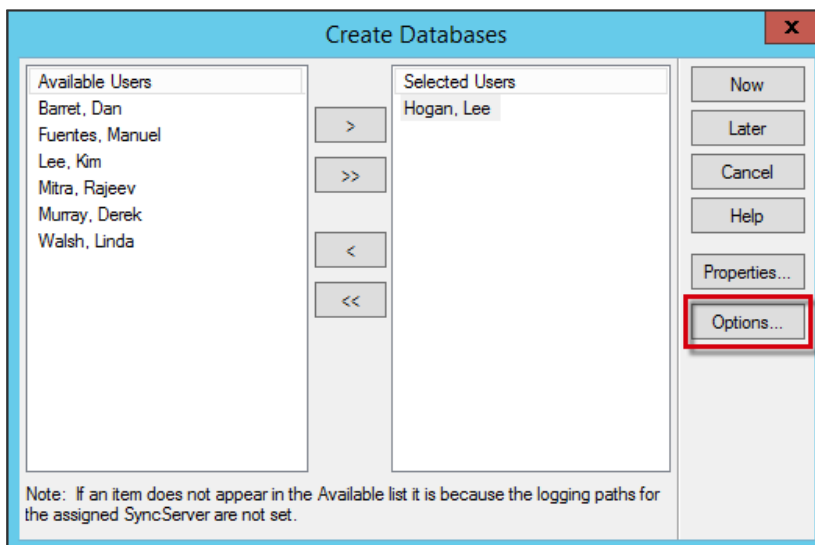 Create Databases
x
Available Users
Barret, Dan
Fuentes, Manuel
Lee, Kim
Mitra, Rajeev
Murray, Derek
Walsh, Linda
>
>>
<
<<
Selected Users
Hogan, Lee
Now
Later
Cancel
Help
Properties...
Options...
Note: If an item does not appear in the Available list it is because the logging paths for
the assigned SyncServer are not set.